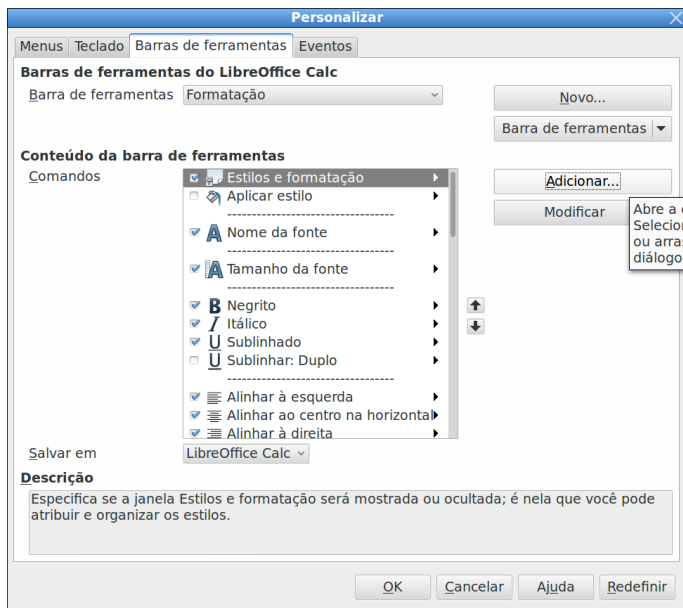 Personalizar
Menus Teclado Barras de ferramentas Eventos
Barras de ferramentas do LibreOffice Calc
Barra de ferramentas Formatação
Novo...
Barra de ferramentas
Conteúdo da barra de ferramentas
Comandos
Estilos e formatação
Aplicar estilo
----------------------------------
Nome da fonte
----------------------------------
Tamanho da fonte
----------------------------------
Negrito
Itálico
Sublinhado
Sublinhar: Duplo
----------------------------------
Alinhar à esquerda
Alinhar ao centro na horizontal
Alinhar à direita
Adicionar...
Modificar
Abre a
Selecio
ou arra
diálogo
Salvar em LibreOffice Calc
Descrição
Especifica se a janela Estilos e formatação será mostrada ou ocultada; é nela que você pode
atribuir e organizar os estilos.
OK Cancelar Ajuda Redefinir